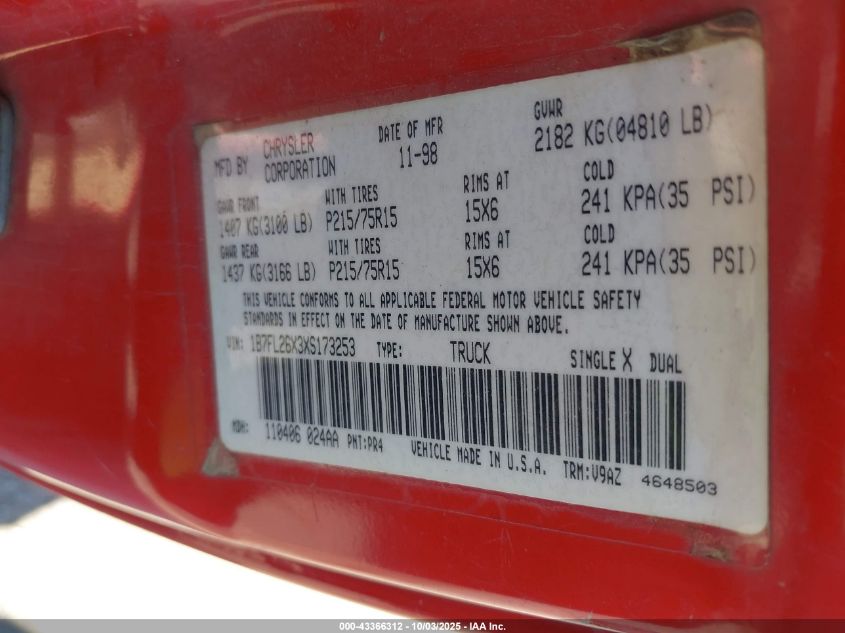 MFD BY CHRYSLER CORPORATION DATE OF MFR 11-98 GVWR 2182 KG(04810 LB)
GAWR FRONT WITH TIRES RIMS AT COLD
1407 KG(3100 LB) P215/75R15 15X6 241 KPA(35 PSI)
GAWR REAR WITH TIRES RIMS AT COLD
1437 KG(3166 LB) P215/75R15 15X6 241 KPA(35 PSI)
THIS VEHICLE CONFORMS TO ALL APPLICABLE FEDERAL MOTOR VEHICLE SAFETY
STANDARDS IN EFFECT ON THE DATE OF MANUFACTURE SHOWN ABOVE.
VIN: 1B7FL26X3XS173253 TYPE: TRUCK SINGLE X DUAL
MDH: 110406 024AA PNT:PR4 VEHICLE MADE IN U.S.A. TRM:V9AZ 4648503
000-43366312 - 10/03/2025 - IAA Inc.